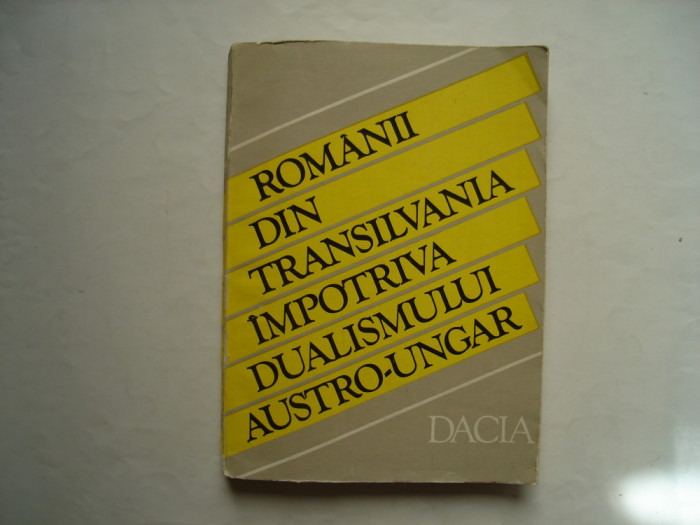 ROMÂNII
DIN
TRANSILVANIA
ÎMPOTRIVA
DUALISMULUI
AUSTRO-UNGAR
DACIA